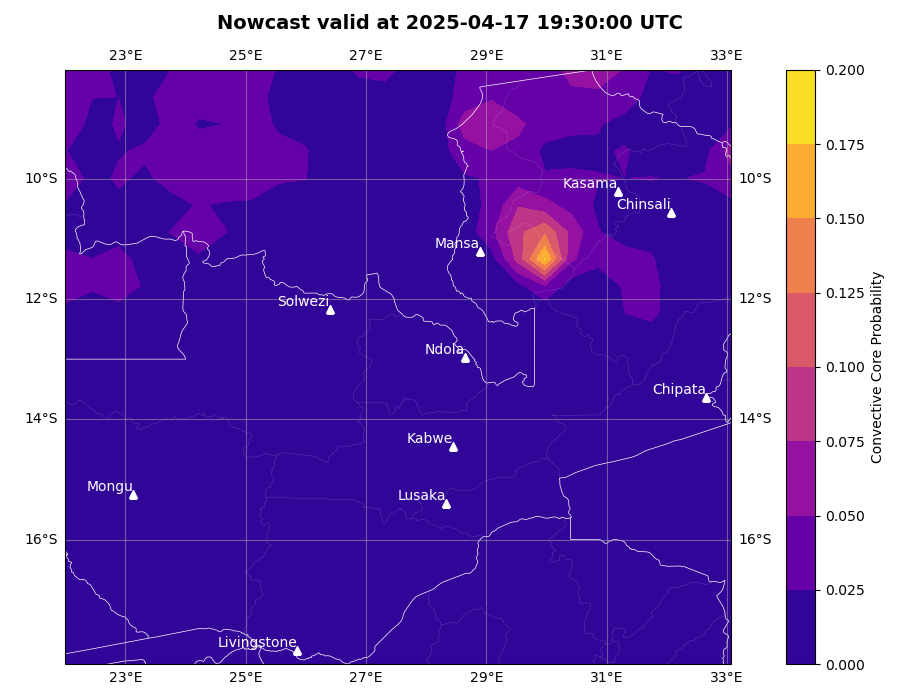 Nowcast valid at 2025-04-17 19:30:00 UTC
23°E 25°E 27°E 29°E 31°E 33°E
0.200
0.175
10°S Kasama 10°S
Chinsali
0.150
Mansa
0.125
12°S Solwezi 12°S
Ndola
0.100
Chipata
Convective Core Probability
14°S Kabwe 14°S
0.075
Mongu Lusaka
0.050
16°S 16°S
0.025
Livingstone
0.000
23°E 25°E 27°E 29°E 31°E 33°E